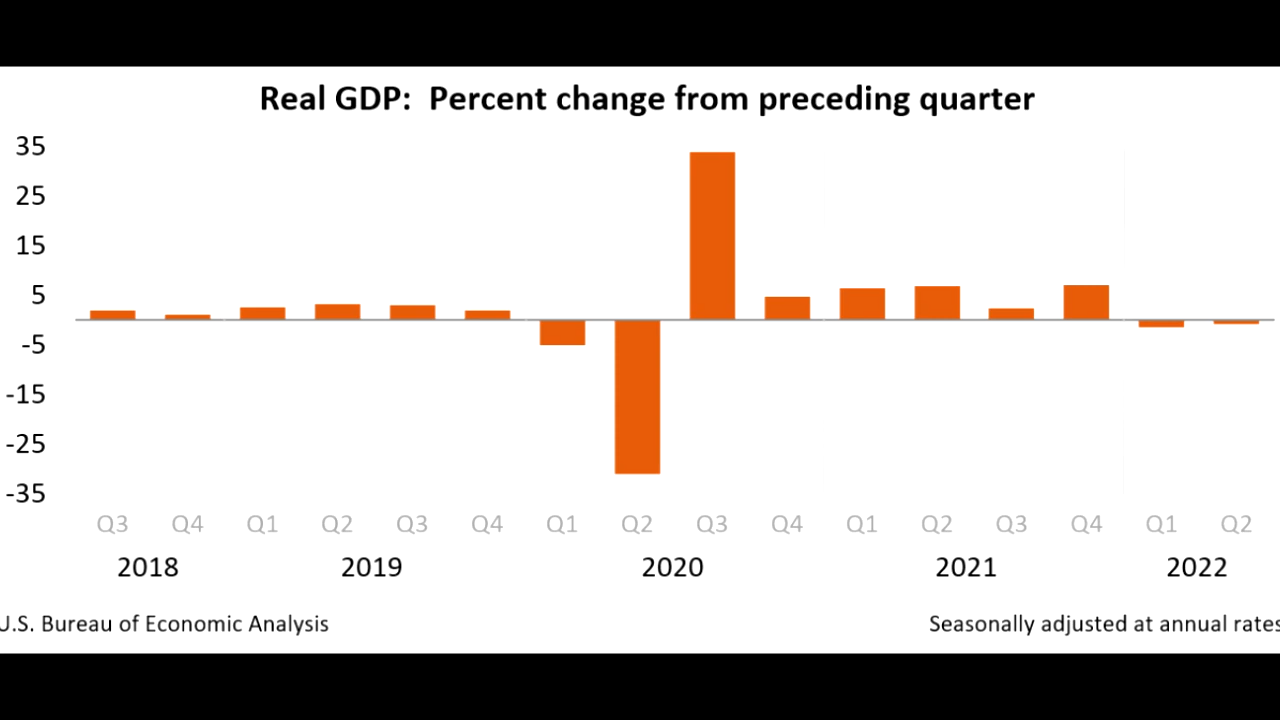 Real GDP: Percent change from preceding quarter
35
25
15
5
-5
-15
-25
-35
Q3 Q4 Q1 Q2 Q3 Q4 Q1 Q2 Q3 Q4 Q1 Q2 Q3 Q4 Q1 Q2
2018 2019 2020 2021 2022
U.S. Bureau of Economic Analysis
Seasonally adjusted at annual rates